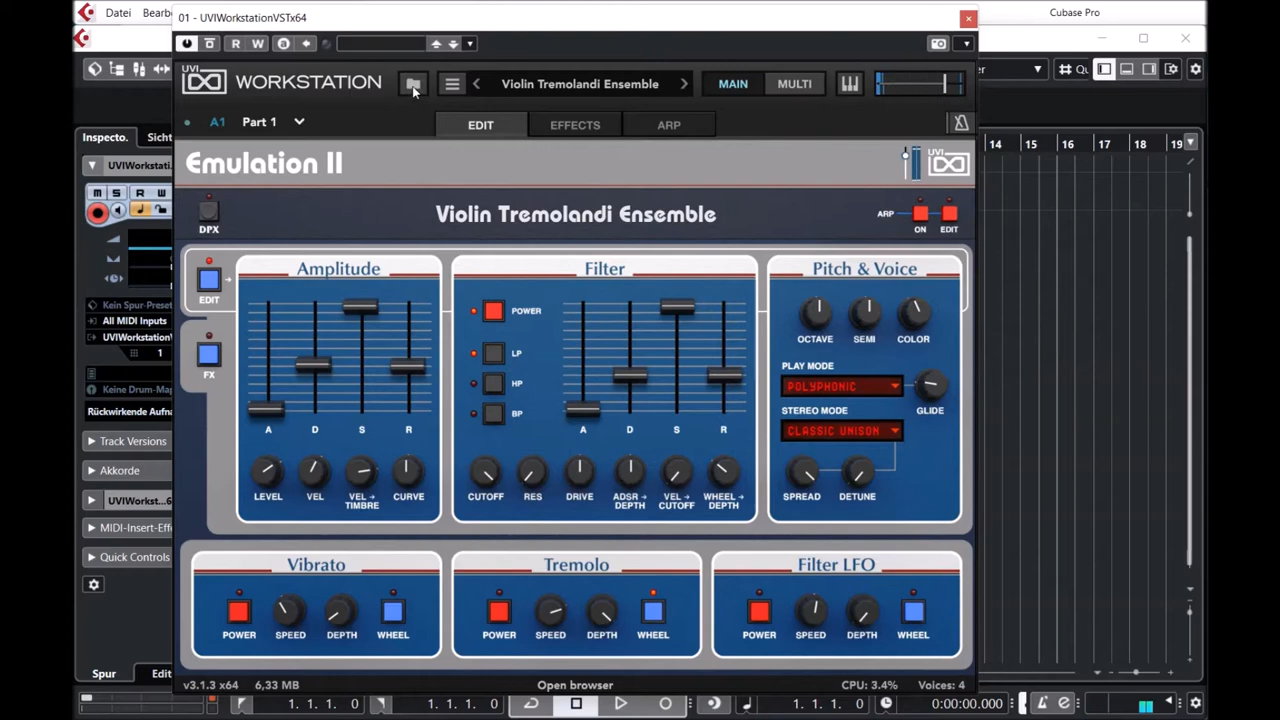 01 - UVIWorkstationVSTx64
Datei
Bearb
Cubase Pro
R W
UVI
WORKSTATION
Violin Tremolandi Ensemble
MAIN
MULTI
A1
Part 1
EDIT
EFFECTS
ARP
Emulation II
UVI
DPX
Violin Tremolandi Ensemble
ARP
ON
EDIT
Inspecto.
Sicht
UVIWorkstati.
m S R W
Kein Spur-Preset
All MIDI Inputs
UVIWorkstationV
1
Keine Drum-Map
Rückwirkende Aufna
Track Versions
Akkorde
UVIWorkst...6
MIDI-Insert-Effe
Quick Controls
Spur
Edit
EDIT
FX
Amplitude
A
D
S
R
LEVEL
VEL
VEL→
TIMBRE
CURVE
Filter
POWER
LP
HP
BP
A
D
S
R
CUTOFF
RES
DRIVE
ADSR→
DEPTH
VEL→
CUTOFF
WHEEL→
DEPTH
Pitch & Voice
OCTAVE
SEMI
COLOR
PLAY MODE
POLYPHONIC
GLIDE
STEREO MODE
CLASSIC UNISON
SPREAD
DETUNE
Vibrato
POWER
SPEED
DEPTH
WHEEL
Tremolo
POWER
SPEED
DEPTH
WHEEL
Filter LFO
POWER
SPEED
DEPTH
WHEEL
14
15
16
17
18
19
v3.1.3 x64
6,33 MB
Open browser
CPU: 3.4%
Voices: 4
1. 1. 1. 0
1. 1. 1. 0
1. 1. 1. 0
0:00:00.000